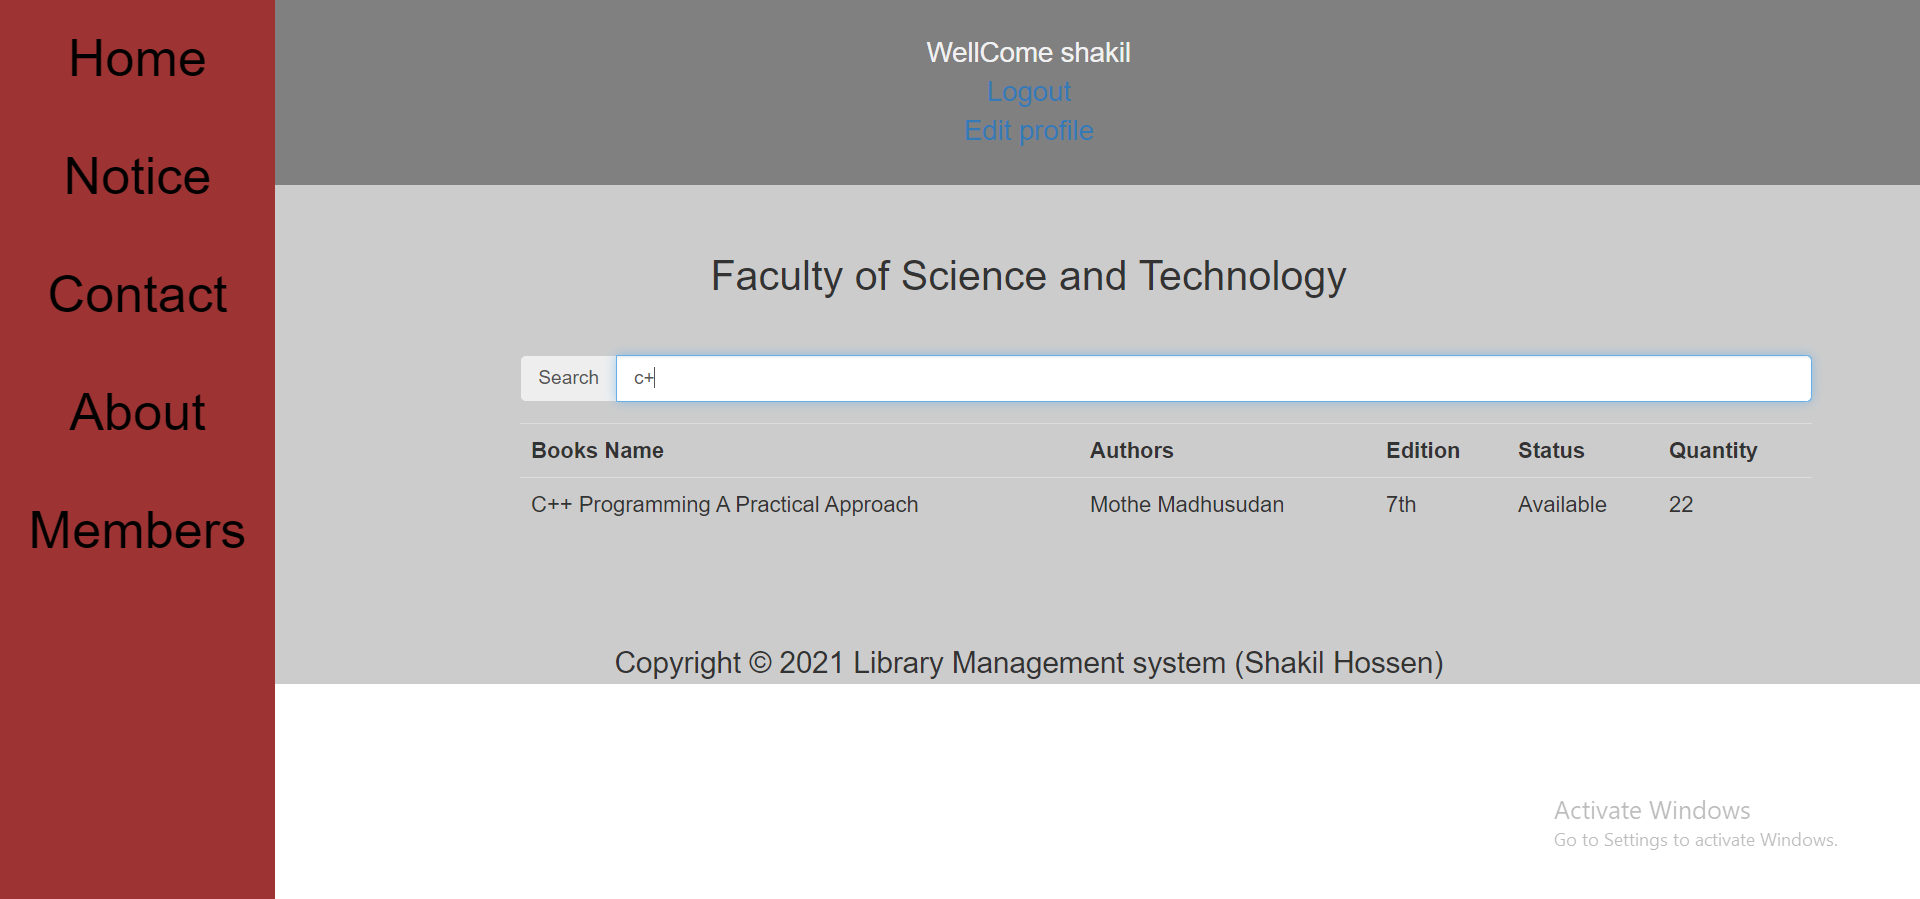 Home
Notice
Contact
About
Members
WellCome shakil
Logout
Edit profile
Faculty of Science and Technology
Search c+
Books Name Authors Edition Status Quantity
C++ Programming A Practical Approach Mothe Madhusudan 7th Available 22
Copyright © 2021 Library Management system (Shakil Hossen)
Activate Windows
Go to Settings to activate Windows.